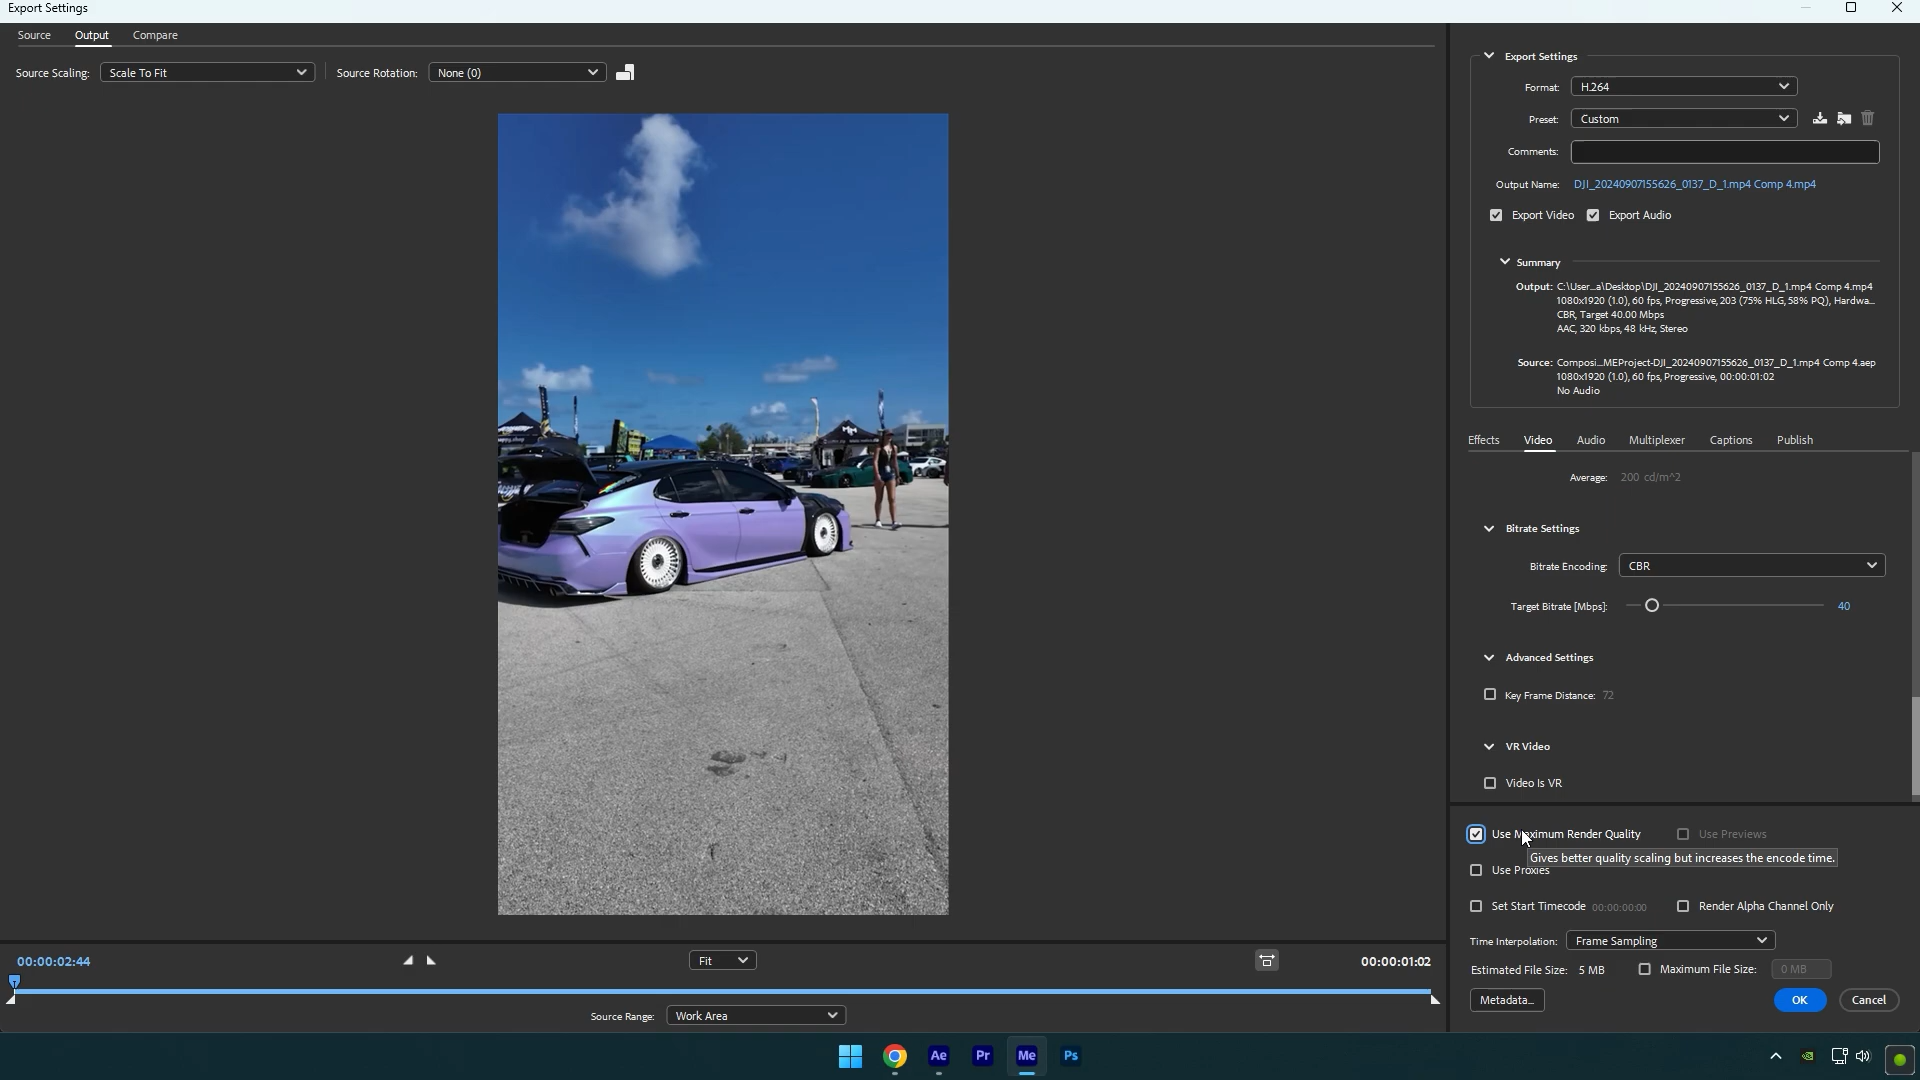 Export Settings
Source Output Compare
Source Scaling: Scale To Fit Source Rotation: None (0)
Export Settings
Format: H.264
Preset: Custom
Comments:
Output Name: DJI_20240907155626_0137_D_1.mp4 Comp 4.mp4
Export Video Export Audio
Summary
Output: C:\User...a\Desktop\DJI_20240907155626_0137_D_1.mp4 Comp 4.mp4
1080x1920 (1.0), 60 fps, Progressive, 203 (75% HLG, 58% PQ), Hardwa...
CBR, Target 40.00 Mbps
AAC, 320 kbps, 48 kHz, Stereo
Source: Composi...MEProject-DJI_20240907155626_0137_D_1.mp4 Comp 4.aep
1080x1920 (1.0), 60 fps, Progressive, 00:00:01:02
No Audio
Effects Video Audio Multiplexer Captions Publish
Average: 200 cd/m^2
Bitrate Settings
Bitrate Encoding: CBR
Target Bitrate [Mbps]: 40
Advanced Settings
Key Frame Distance: 72
VR Video
Video Is VR
Use Maximum Render Quality Use Previews
Gives better quality scaling but increases the encode time.
Use Proxies
Set Start Timecode 00:00:00:00 Render Alpha Channel Only
Time Interpolation: Frame Sampling
Estimated File Size: 5 MB Maximum File Size: 0 MB
Metadata... OK Cancel
00:00:02:44 Fit 00:00:01:02
Source Range: Work Area
Ae Pr Me Ps